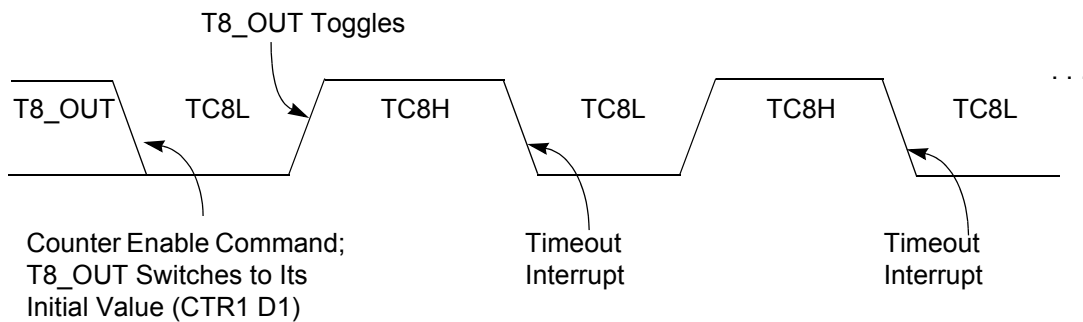 T8_OUT Toggles
. . .
T8_OUT TC8L TC8H TC8L TC8H TC8L
Counter Enable Command;
T8_OUT Switches to Its
Initial Value (CTR1 D1)
Timeout
Interrupt
Timeout
Interrupt